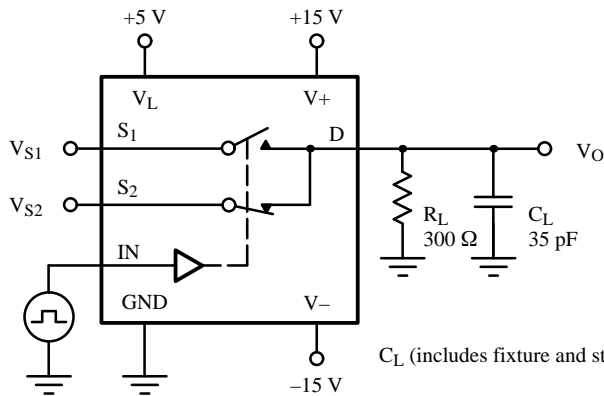 +5 V
+15 V
VL
V+
VS1
S1
D
VO
VS2
S2
RL
300 Ω
CL
35 pF
IN
GND
V–
CL (includes fixture and
–15 V